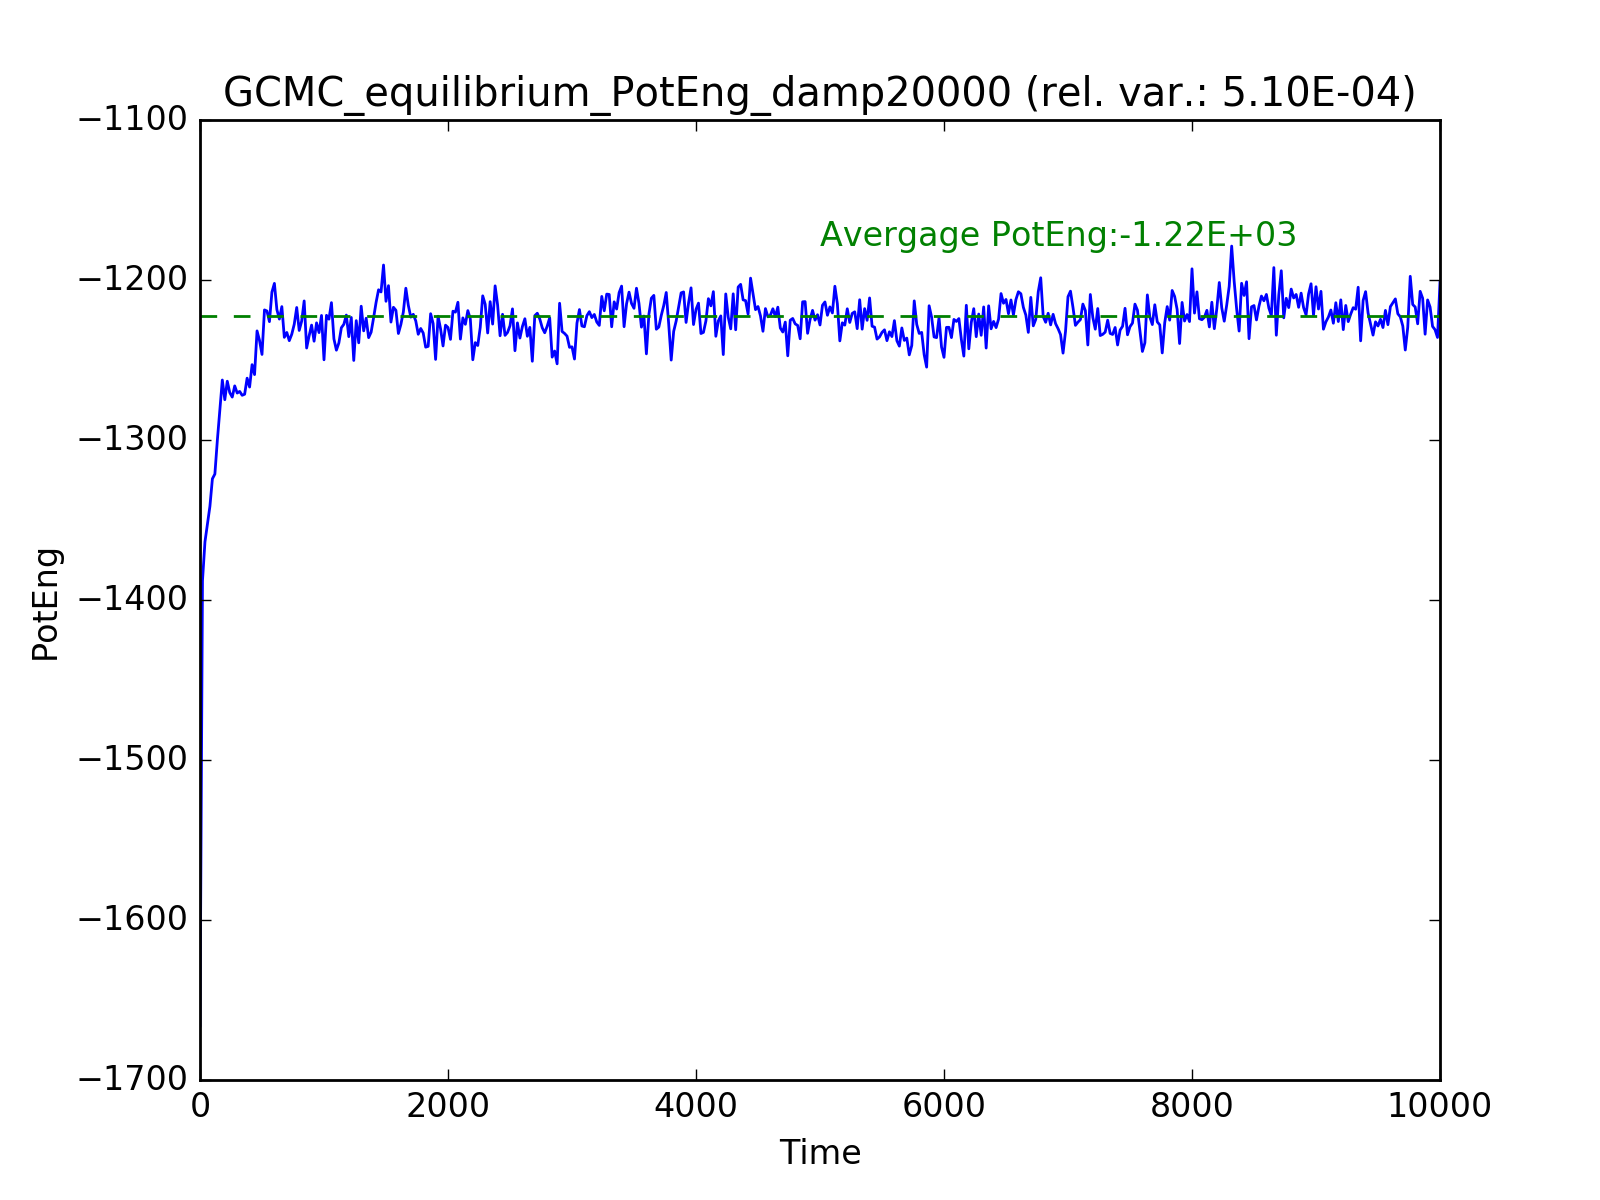 GCMC_equilibrium_PotEng_damp20000 (rel. var.: 5.10E-04)
−1100
Avergage PotEng:-1.22E+03
−1200
−1300
−1400
PotEng
−1500
−1600
−1700
0 2000 4000 6000 8000 10000
Time